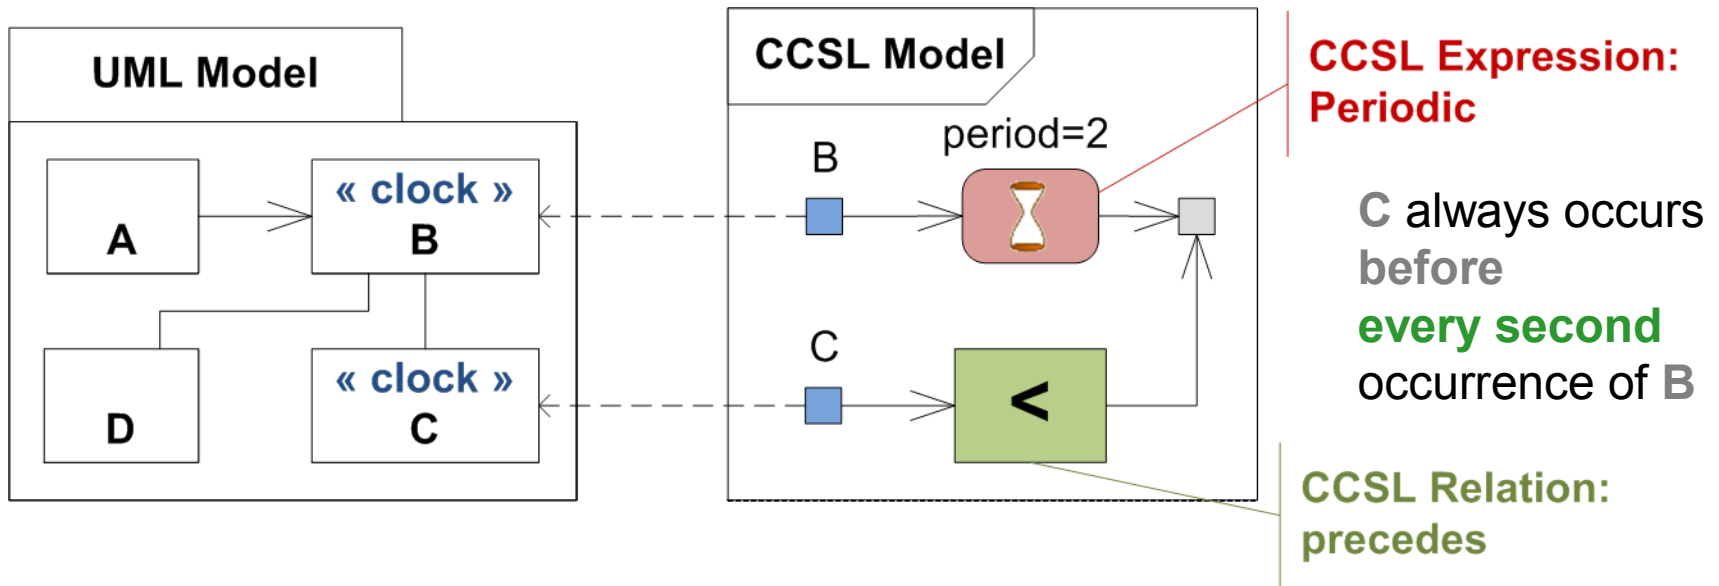 UML Model
« clock »
A
B
« clock »
D
C
CCSL Model
period=2
B
C
<
CCSL Expression:
Periodic
C always occurs
before
every second
occurrence of B
CCSL Relation:
precedes